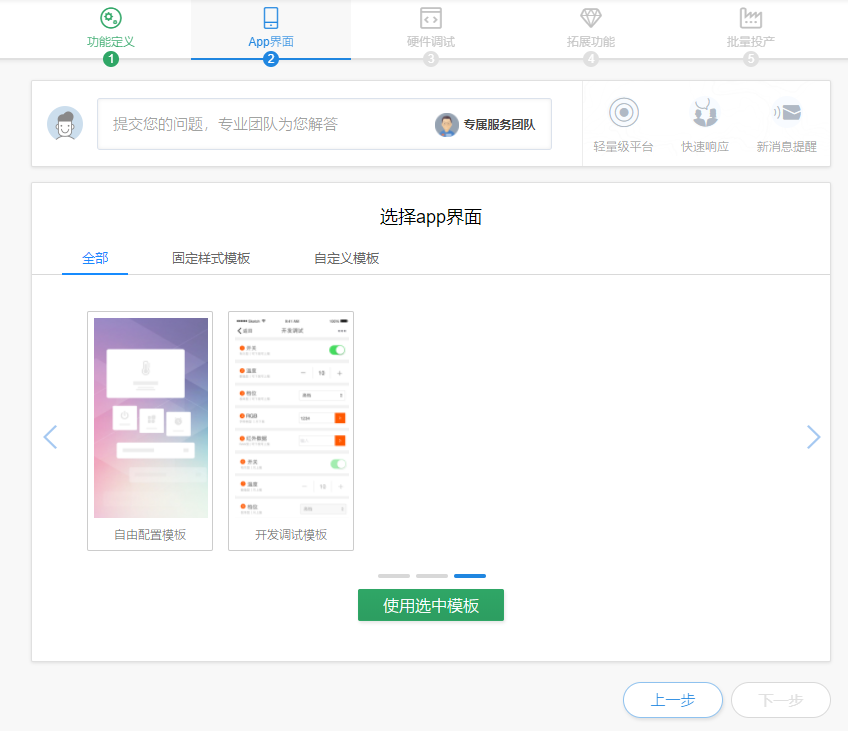 功能定义
App界面
硬件调试
拓展功能
批量投产
1
2
3
4
5
提交您的问题，专业团队为您解答
专属服务团队
轻量级平台
快速响应
新消息提醒
选择app界面
全部
固定样式模板
自定义模板
开发调试
开关
温度
10
档位
RGB
1234
红外数据
开关
温度
10
档位
自由配置模板
开发调试模板
使用选中模板
上一步
下一步